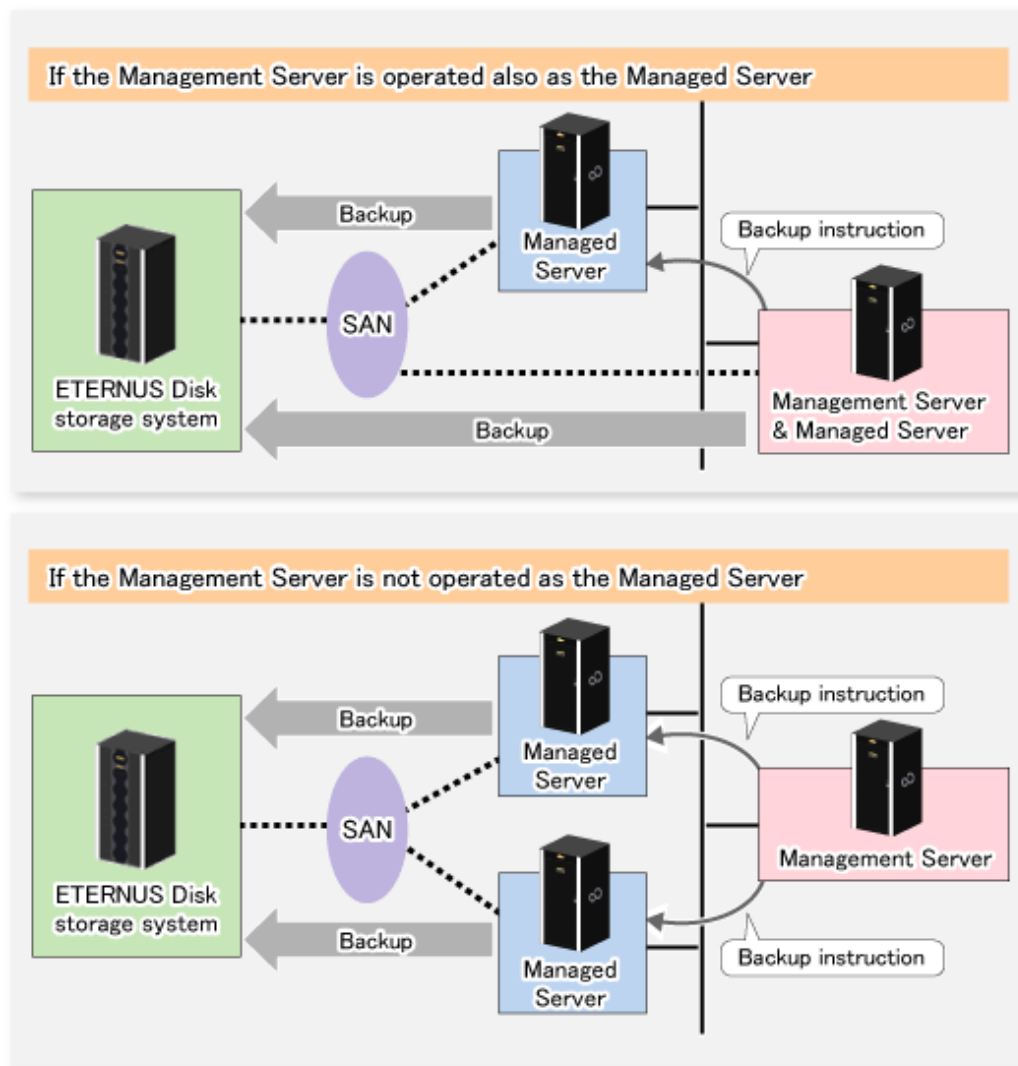 If the Management Server is operated also as the Managed Server
Backup
Managed
Server
Backup instruction
SAN
ETERNUS Disk
storage system
Management Server
& Managed Server
Backup
If the Management Server is not operated as the Managed Server
Backup
Managed
Server
Backup instruction
SAN
Management Server
ETERNUS Disk
storage system
Backup
Managed
Server
Backup instruction